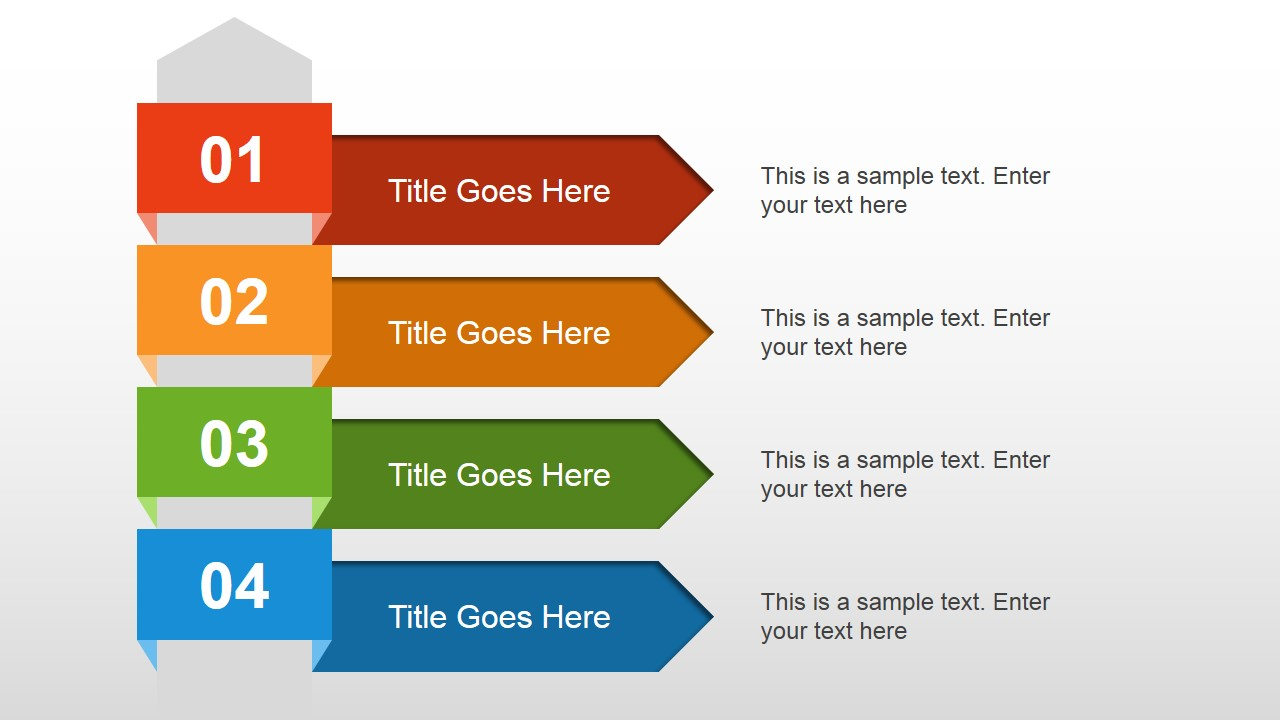 01
Title Goes Here
This is a sample text. Enter
your text here
02
Title Goes Here
This is a sample text. Enter
your text here
03
Title Goes Here
This is a sample text. Enter
your text here
04
Title Goes Here
This is a sample text. Enter
your text here